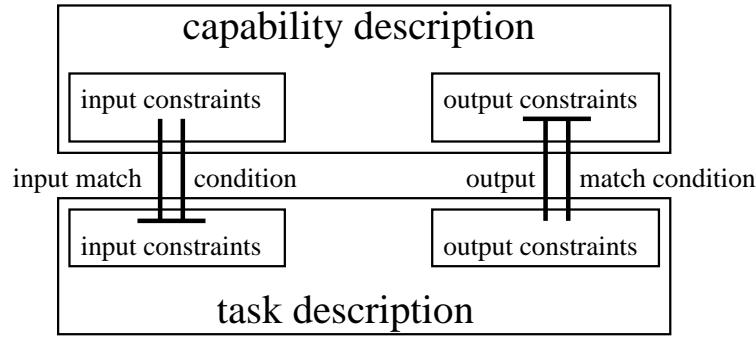 capability description
input constraints output constraints
input match condition output match condition
input constraints output constraints
task description